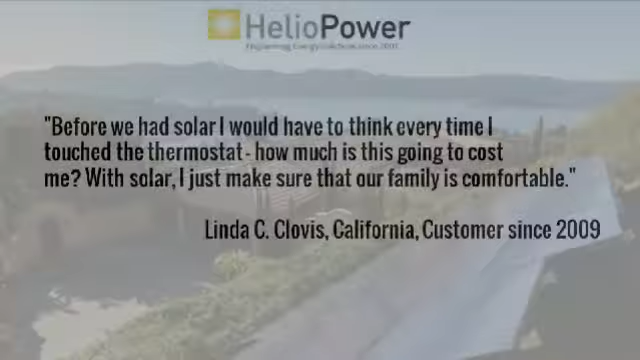 HelioPower
Engineering Energy Solutions since 2001
"Before we had solar I would have to think every time I
touched the thermostat - how much is this going to cost
me? With solar, I just make sure that our family is comfortable."
Linda C. Clovis, California, Customer since 2009